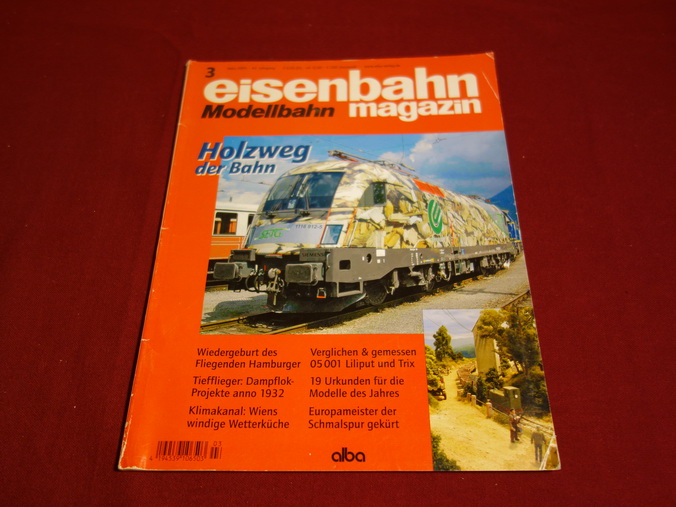 3
eisenbahn
Modellbahn magazin
Holzweg
der Bahn
Wiedergeburt des
Fliegenden Hamburger
Tiefflieger: Dampflok-
Projekte anno 1932
Klimakanal: Wiens
windige Wetterküche
Verglichen & gemessen
05 001 Liliput und Trix
19 Urkunden für die
Modelle des Jahres
Europameister der
Schmalspur gekürt
alba
03